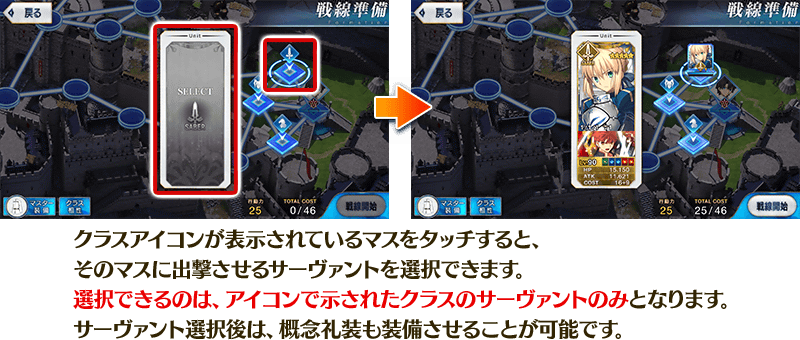 戻る
戦線準備
Formation
Unit
SELECT
SABER
マスター装備
クラス相性
行動力
25
TOTAL COST
0/46
戦線開始
戻る
戦線準備
Formation
Unit
Lv.90
HP 15,150
ATK 11,621
COST 16+9
マスター装備
クラス相性
行動力
25
TOTAL COST
25/46
戦線開始
クラスアイコンが表示されているマスをタッチすると、
そのマスに出撃させるサーヴァントを選択できます。
選択できるのは、アイコンで示されたクラスのサーヴァントのみとなります。
サーヴァント選択後は、概念礼装も装備させることが可能です。